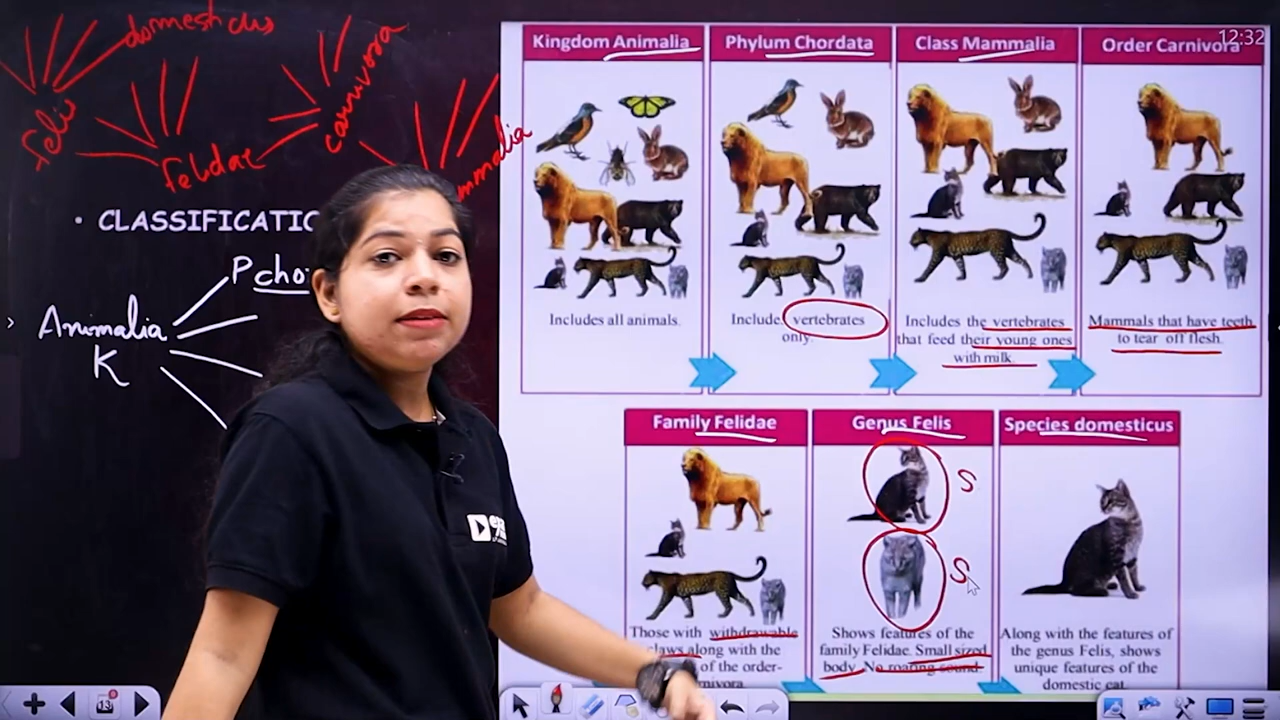 domesticus
Felis
Felidae
carnivora
mmalia
• CLASSIFICATIO
Animalia
K
P cho
Kingdom Animalia
Includes all animals.
Phylum Chordata
Include vertebrates
only.
Class Mammalia
Includes the vertebrates
that feed their young ones
with milk.
Order Carnivora
12:32
Mammals that have teeth
to tear off flesh.
Family Felidae
Those with withdrawable
claws along with the
of the order-
rnivora
Genus Felis
S
S
Shows features of the
family Felidae. Small sized
body. No roaring sound.
Species domesticus
Along with the features of
the genus Felis, shows
unique features of the
domestic cat.
13